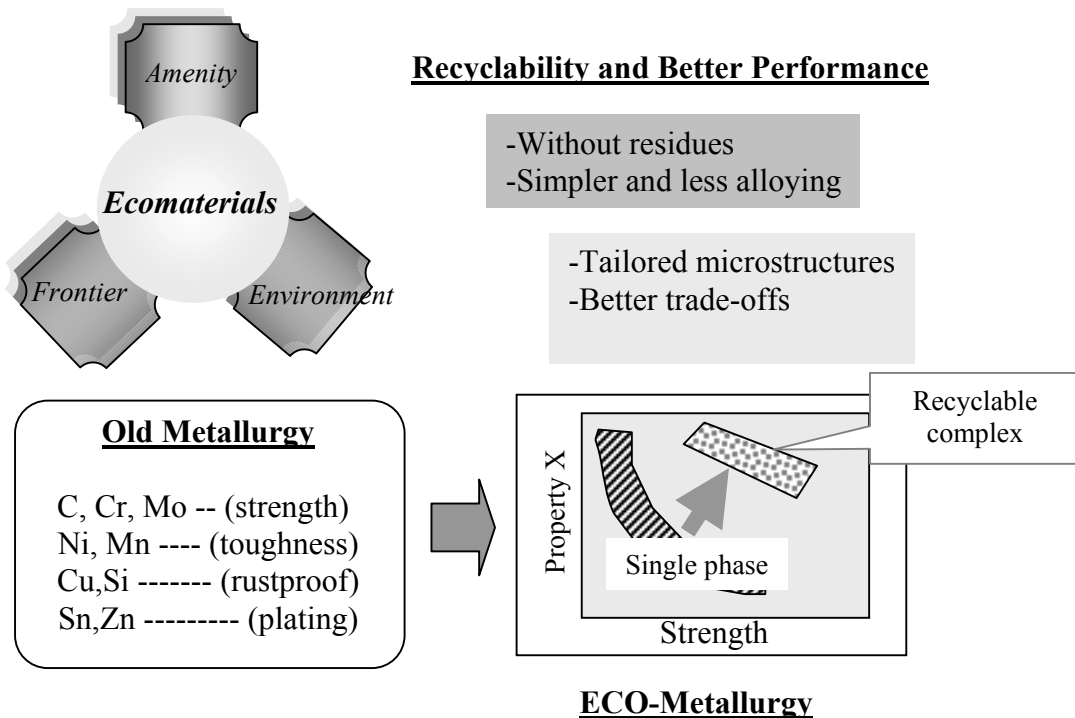 Amenity
Ecomaterials
Frontier
Environment
Recyclability and Better Performance
-Without residues
-Simpler and less alloying
-Tailored microstructures
-Better trade-offs
Old Metallurgy
C, Cr, Mo -- (strength)
Ni, Mn ---- (toughness)
Cu,Si ------- (rustproof)
Sn,Zn --------- (plating)
Recyclable
complex
Property X
Single phase
Strength
ECO-Metallurgy